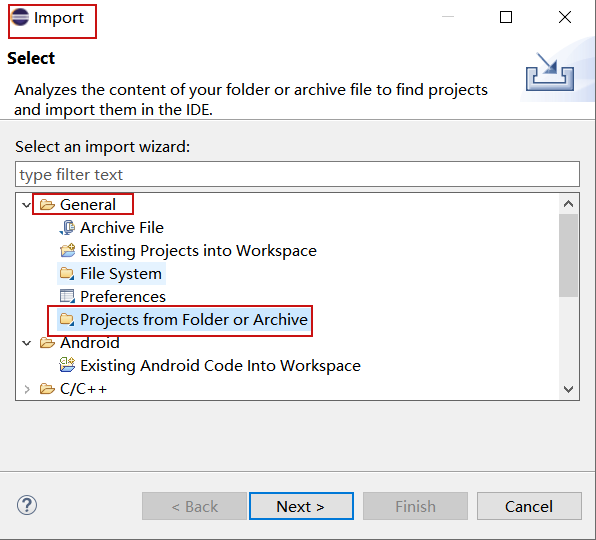 Import
Select
Analyzes the content of your folder or archive file to find projects
and import them in the IDE.
Select an import wizard:
type filter text
General
Archive File
Existing Projects into Workspace
File System
Preferences
Projects from Folder or Archive
Android
Existing Android Code Into Workspace
C/C++
?
< Back
Next >
Finish
Cancel